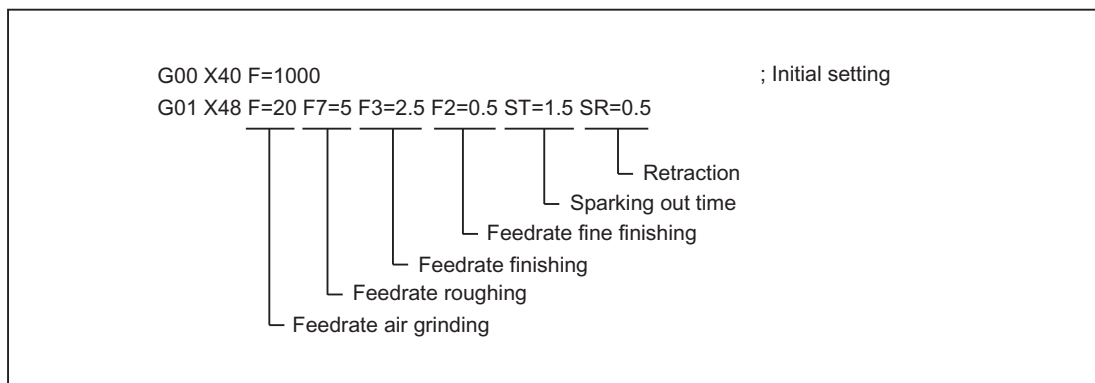 G00 X40 F=1000 ; Initial setting
G01 X48 F=20 F7=5 F3=2.5 F2=0.5 ST=1.5 SR=0.5
Retraction
Sparking out time
Feedrate fine finishing
Feedrate finishing
Feedrate roughing
Feedrate air grinding